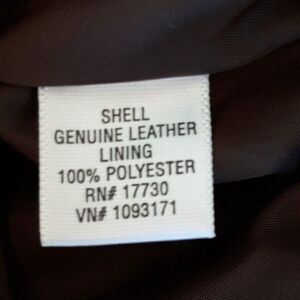 SHELL
GENUINE LEATHER
LINING
100% POLYESTER
RN# 17730
VN# 1093171